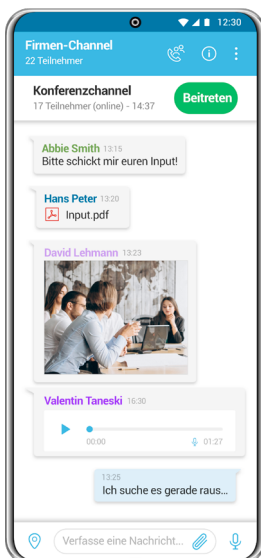 12:30
Firmen-Channel
22 Teilnehmer
Konferenzchannel
17 Teilnehmer (online) - 14:37
Beitreten
Abbie Smith 13:15
Bitte schickt mir euren Input!
Hans Peter 13:20
Input.pdf
David Lehmann 13:23
Valentin Taneski 16:30
00:00
01:27
13:25
Ich suche es gerade raus...
Verfasse eine Nachricht...